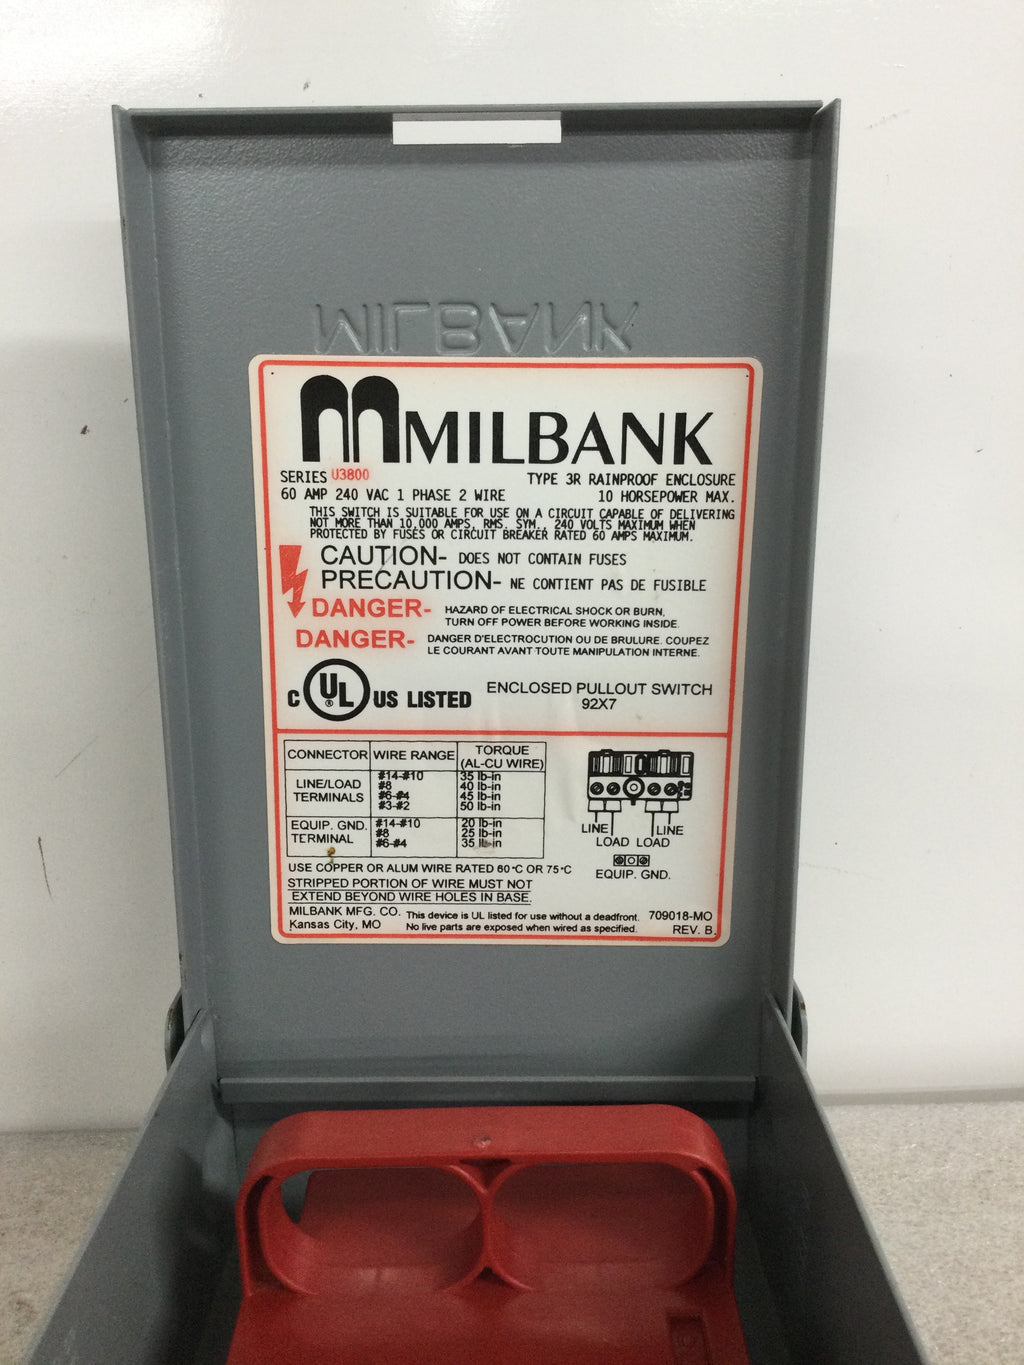 MILBANK
MILBANK
SERIES U3800 TYPE 3R RAINPROOF ENCLOSURE
60 AMP 240 VAC 1 PHASE 2 WIRE 10 HORSEPOWER MAX.
THIS SWITCH IS SUITABLE FOR USE ON A CIRCUIT CAPABLE OF DELIVERING
NOT MORE THAN 10,000 AMPS, RMS. SYM., 240 VOLTS MAXIMUM WHEN
PROTECTED BY FUSES OR CIRCUIT BREAKER RATED 60 AMPS MAXIMUM.
CAUTION- DOES NOT CONTAIN FUSES
PRECAUTION- NE CONTIENT PAS DE FUSIBLE
DANGER- HAZARD OF ELECTRICAL SHOCK OR BURN,
TURN OFF POWER BEFORE WORKING INSIDE.
DANGER- DANGER D'ELECTROCUTION OU DE BRULURE. COUPEZ
LE COURANT AVANT TOUTE MANIPULATION INTERNE.
C UL ® US LISTED ENCLOSED PULLOUT SWITCH
92X7
CONNECTOR WIRE RANGE TORQUE
(AL-CU WIRE)
LINE/LOAD
TERMINALS
#14-#10 35 lb-in
#8 40 lb-in
#6-#4 45 lb-in
#3-#2 50 lb-in
EQUIP. GND.
TERMINAL
#14-#10 20 lb-in
#8 25 lb-in
#6-#4 35 lb-in
LINE LINE
LOAD LOAD
EQUIP. GND.
USE COPPER OR ALUM WIRE RATED 60°C OR 75°C
STRIPPED PORTION OF WIRE MUST NOT
EXTEND BEYOND WIRE HOLES IN BASE.
MILBANK MFG. CO. This device is UL listed for use without a deadfront. 709018-MO
Kansas City, MO No live parts are exposed when wired as specified. REV. B.